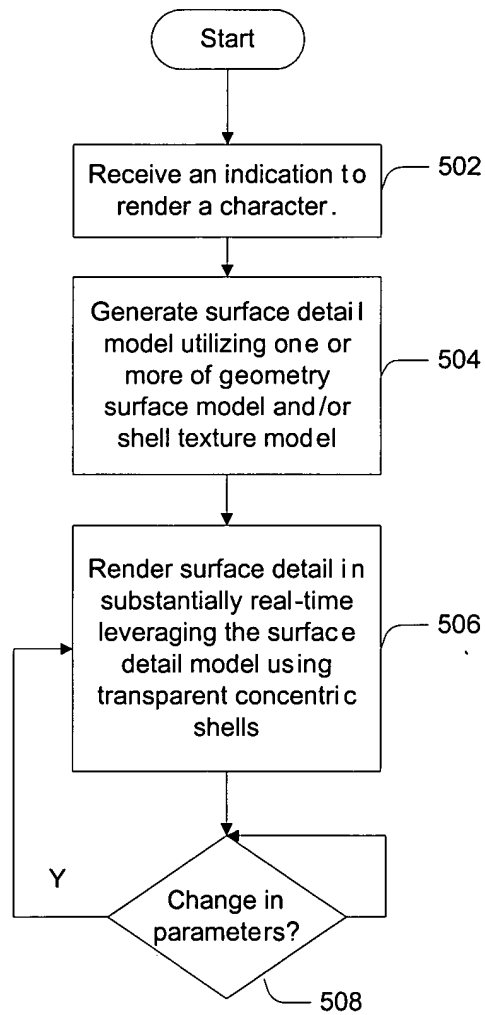 Start
Receive an indication to
render a character.
502
Generate surface detail
model utilizing one or
more of geometry
surface model and/or
shell texture model
504
Render surface detail in
substantially real-time
leveraging the surface
detail model using
transparent concentric
shells
506
Y
Change in
parameters?
508